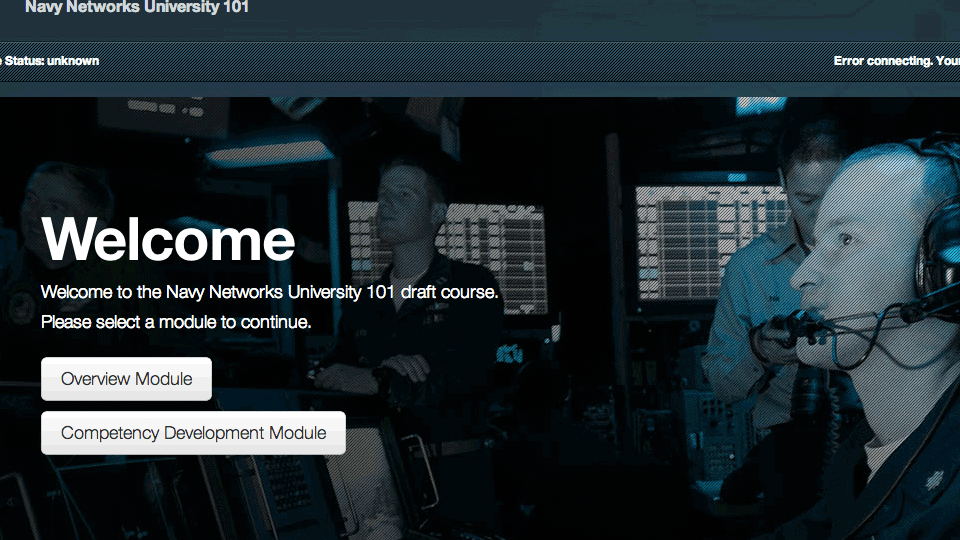 Navy Networks University 101
Status: unknown
Error connecting. Your
Welcome
Welcome to the Navy Networks University 101 draft course.
Please select a module to continue.
Overview Module
Competency Development Module